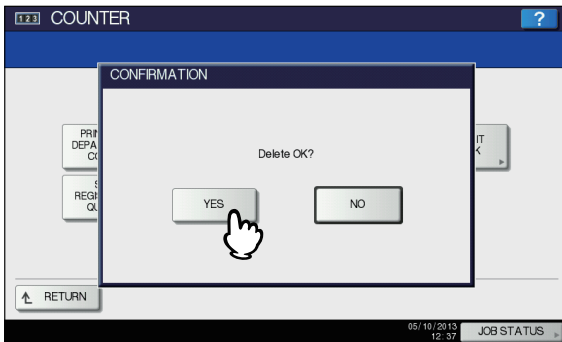 123 COUNTER
?
CONFIRMATION
Delete OK?
YES
NO
RETURN
05/10/2013
12:37
JOB STATUS